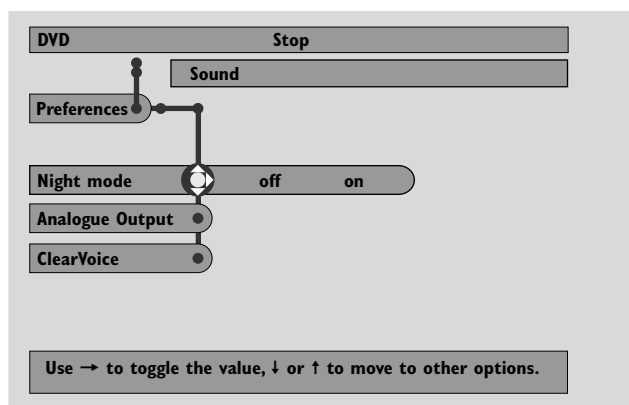 DVD Stop
Sound
Preferences
Night mode off on
Analogue Output
ClearVoice
Use → to toggle the value, ↓ or ↑ to move to other options.